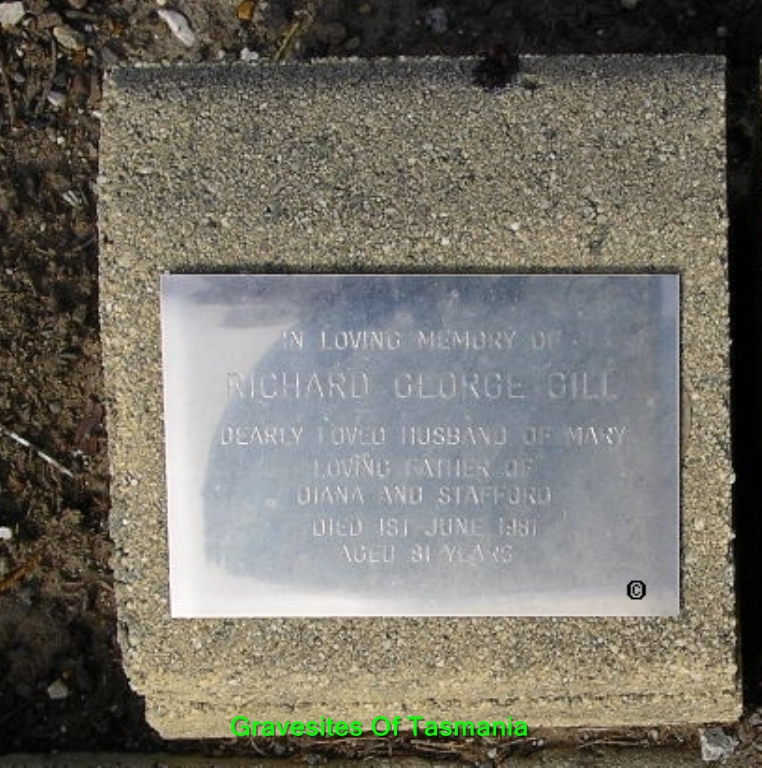 IN LOVING MEMORY OF
RICHARD GEORGE GILL
DEARLY LOVED HUSBAND OF MARY
LOVING FATHER OF
DIANA AND STAFFORD
DIED 1ST JUNE 1981
AGED 81 YEARS
©
Gravesites Of Tasmania